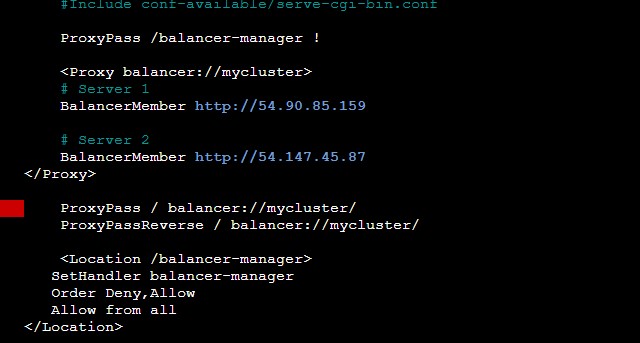 #Include conf-available/serve-cgi-bin.conf
ProxyPass /balancer-manager !
<Proxy balancer://mycluster>
# Server 1
BalancerMember http://54.90.85.159
# Server 2
BalancerMember http://54.147.45.87
</Proxy>
ProxyPass / balancer://mycluster/
ProxyPassReverse / balancer://mycluster/
<Location /balancer-manager>
SetHandler balancer-manager
Order Deny,Allow
Allow from all
</Location>